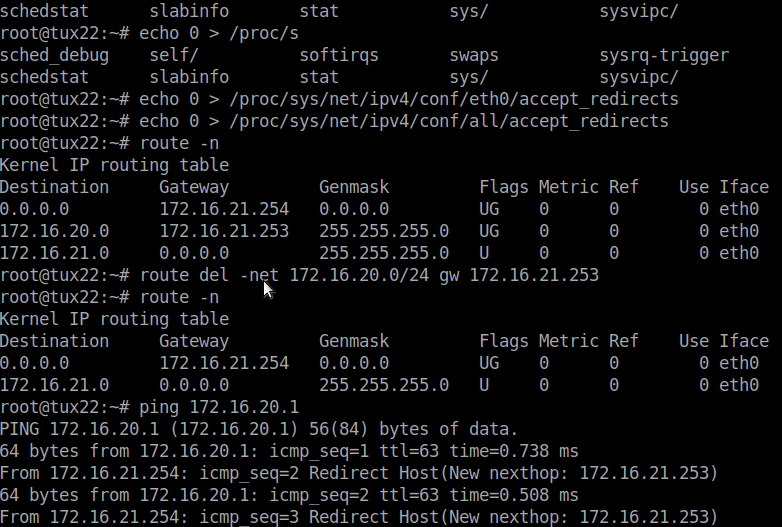 schedstat slabinfo stat sys/ sysvipc/
root@tux22:~# echo 0 > /proc/s
sched_debug self/ softirqs swaps sysrq-trigger
schedstat slabinfo stat sys/ sysvipc/
root@tux22:~# echo 0 > /proc/sys/net/ipv4/conf/eth0/accept_redirects
root@tux22:~# echo 0 > /proc/sys/net/ipv4/conf/all/accept_redirects
root@tux22:~# route -n
Kernel IP routing table
Destination Gateway Genmask Flags Metric Ref Use Iface
0.0.0.0 172.16.21.254 0.0.0.0 UG 0 0 0 eth0
172.16.20.0 172.16.21.253 255.255.255.0 UG 0 0 0 eth0
172.16.21.0 0.0.0.0 255.255.255.0 U 0 0 0 eth0
root@tux22:~# route del -net 172.16.20.0/24 gw 172.16.21.253
root@tux22:~# route -n
Kernel IP routing table
Destination Gateway Genmask Flags Metric Ref Use Iface
0.0.0.0 172.16.21.254 0.0.0.0 UG 0 0 0 eth0
172.16.21.0 0.0.0.0 255.255.255.0 U 0 0 0 eth0
root@tux22:~# ping 172.16.20.1
PING 172.16.20.1 (172.16.20.1) 56(84) bytes of data.
64 bytes from 172.16.20.1: icmp_seq=1 ttl=63 time=0.738 ms
From 172.16.21.254: icmp_seq=2 Redirect Host(New nexthop: 172.16.21.253)
64 bytes from 172.16.20.1: icmp_seq=2 ttl=63 time=0.508 ms
From 172.16.21.254: icmp_seq=3 Redirect Host(New nexthop: 172.16.21.253)